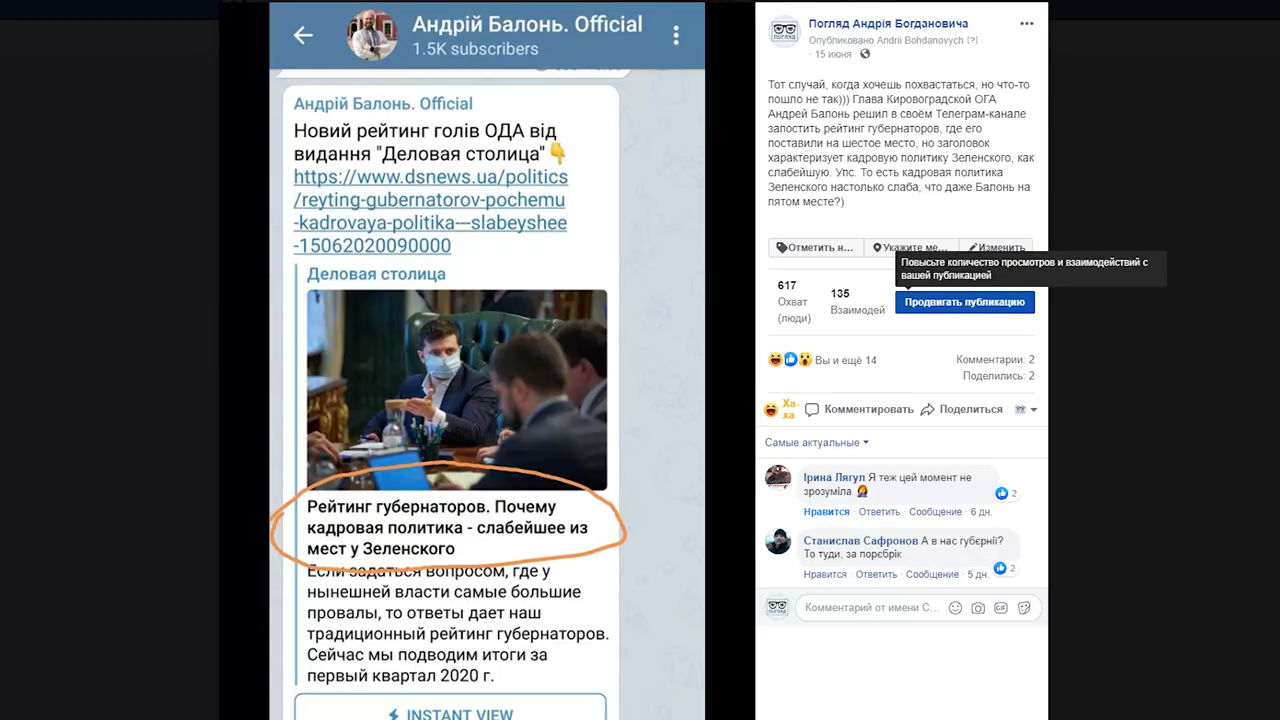 Андрій Балонь. Official
1.5K subscribers
Андрій Балонь. Official
Новий рейтинг голів ОДА від
видання "Деловая столица"👇
https://www.dsnews.ua/politics
/reyting-gubernatorov-pochemu
-kadrovaya-politika---slabeyshee
-15062020090000
Деловая столица
Рейтинг губернаторов. Почему
кадровая политика - слабейшее из
мест у Зеленского
Если задаться вопросом, где у
нынешней власти самые большие
провалы, то ответы дает наш
традиционный рейтинг губернаторов.
Сейчас мы подводим итоги за
первый квартал 2020 г.
INSTANT VIEW
Погляд Андрія Богдановича
Опубликовано Andrii Bohdanovych [?]
· 15 июня ·
Тот случай, когда хочешь похвастаться, но что-то
пошло не так))) Глава Кировоградской ОГА
Андрей Балонь решил в своём Телеграм-канале
запостить рейтинг губернаторов, где его
поставили на шестое место, но заголовок
характеризует кадровую политику Зеленского, как
слабейшую. Упс. То есть кадровая политика
Зеленского настолько слаба, что даже Балонь на
пятом месте?)
Отметить н... Укажите ме... Изменить
Повысьте количество просмотров и взаимодействий с
вашей публикацией
617
Охват
(люди)
135
Взаимодей
Продвигать публикацию
Вы и ещё 14
Комментарии: 2
Поделились: 2
Ха-
ха
Комментировать Поделиться
Самые актуальные
Ірина Лягул Я теж цей момент не
зрозуміла 🤦‍♀️
2
Нравится · Ответить · Сообщение · 6 дн.
Станислав Сафронов А в нас губєрнії?
То туди, за порєбрік
2
Нравится · Ответить · Сообщение · 5 дн.
Комментарий от имени С...
GIF